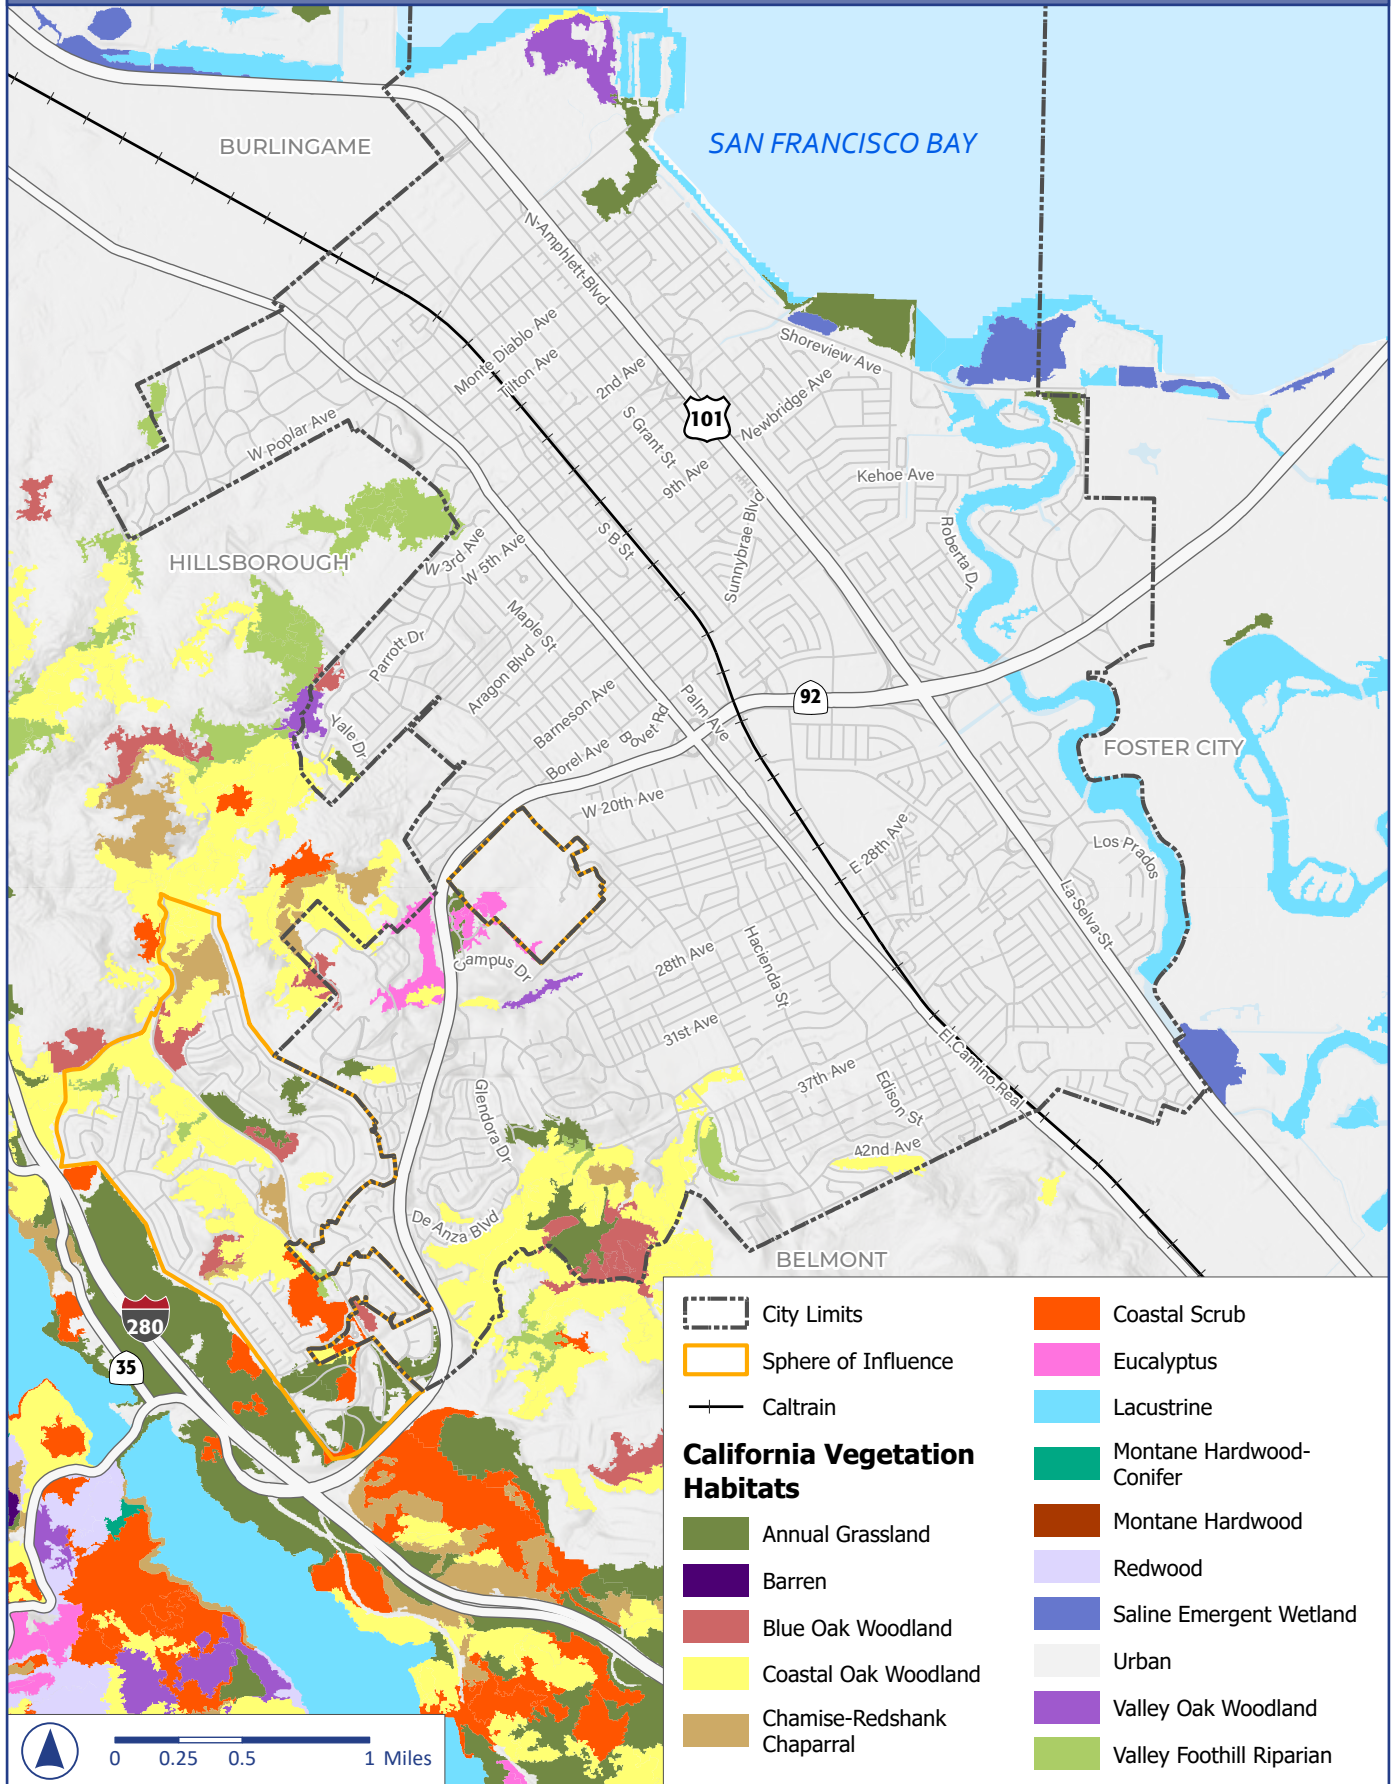 BURLINGAME
SAN FRANCISCO BAY
N Amphlett Blvd
Monte Diablo Ave
Tilton Ave
2nd Ave
Shoreview Ave
Newbridge Ave
S Grant St
101
W Poplar Ave
9th Ave
Kehoe Ave
Sunnybrae Blvd
S B St
Roberta Dr
HILLSBOROUGH
W 3rd Ave
W 5th Ave
Maple St
Parrott Dr
Aragon Blvd
Barneson Ave
Palm Ave
92
Bovet Rd
Yale Dr
Borel Ave
FOSTER CITY
W 20th Ave
E 28th Ave
Los Prados
La Selva St
Campus Dr
28th Ave
Hacienda St
31st Ave
El Camino Real
37th Ave
Edison St
Glendora Dr
42nd Ave
De Anza Blvd
BELMONT
280
35
City Limits
Sphere of Influence
Caltrain
California Vegetation
Habitats
Annual Grassland
Barren
Blue Oak Woodland
Coastal Oak Woodland
Chamise-Redshank
Chaparral
Coastal Scrub
Eucalyptus
Lacustrine
Montane Hardwood-
Conifer
Montane Hardwood
Redwood
Saline Emergent Wetland
Urban
Valley Oak Woodland
Valley Foothill Riparian
0 0.25 0.5 1 Miles